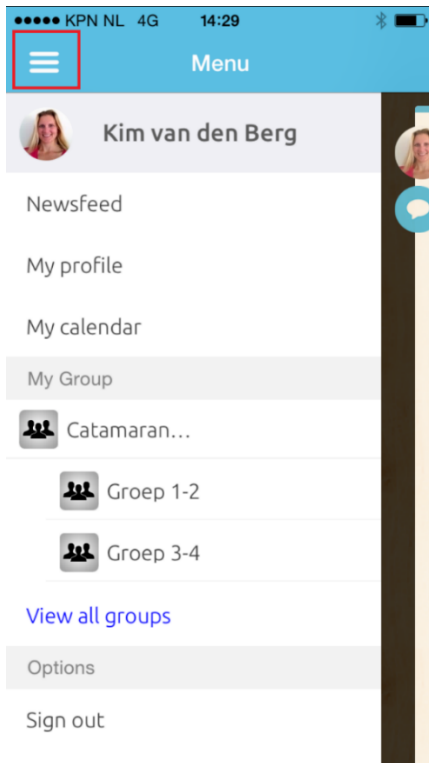 KPN NL 4G 14:29
Menu
Kim van den Berg
Newsfeed
My profile
My calendar
My Group
Catamaran...
Groep 1-2
Groep 3-4
View all groups
Options
Sign out